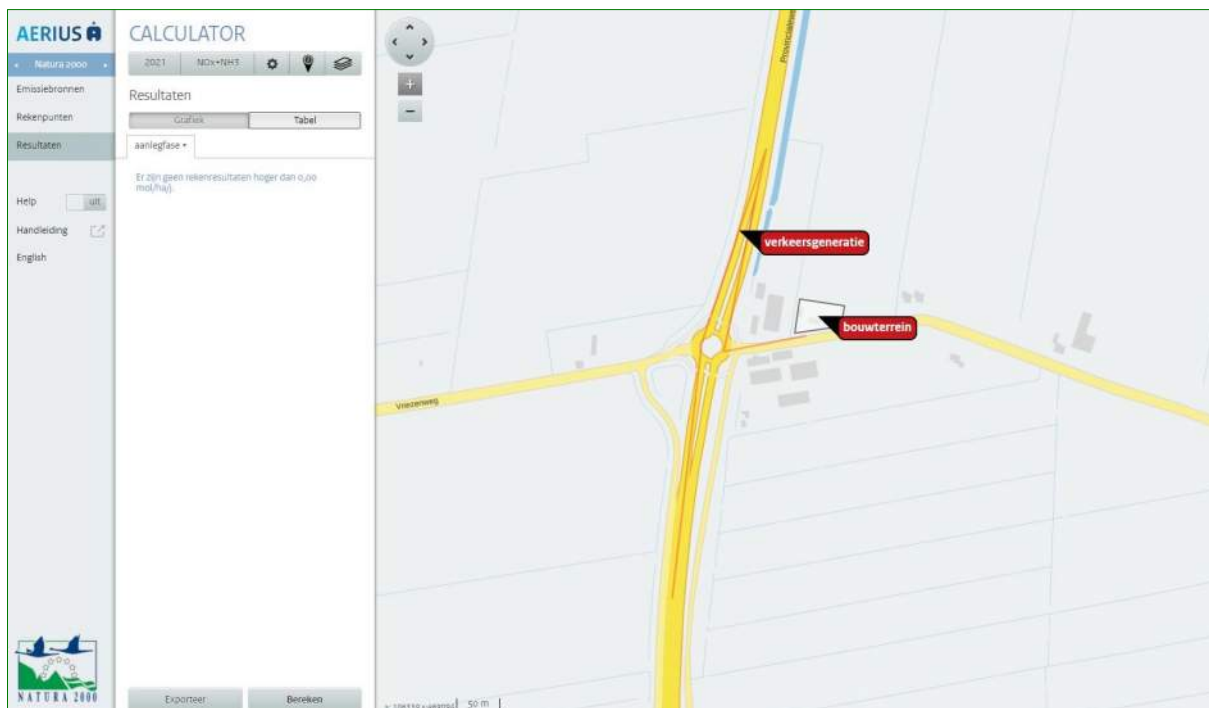 AERIUS
Natura 2000
Emissiebronnen
Rekenpunten
Resultaten
Help
uit
Handleiding
English
NATURA 2000
CALCULATOR
2021
NOx+NH3
Resultaten
Grafiek
Tabel
aanlegfase
Er zijn geen rekenresultaten hoger dan 0,00
mol/ha/j.
Exporteer
Bereken
Provincialeweg
verkeersgeneratie
bouwterrein
Vriezenweg
50 m